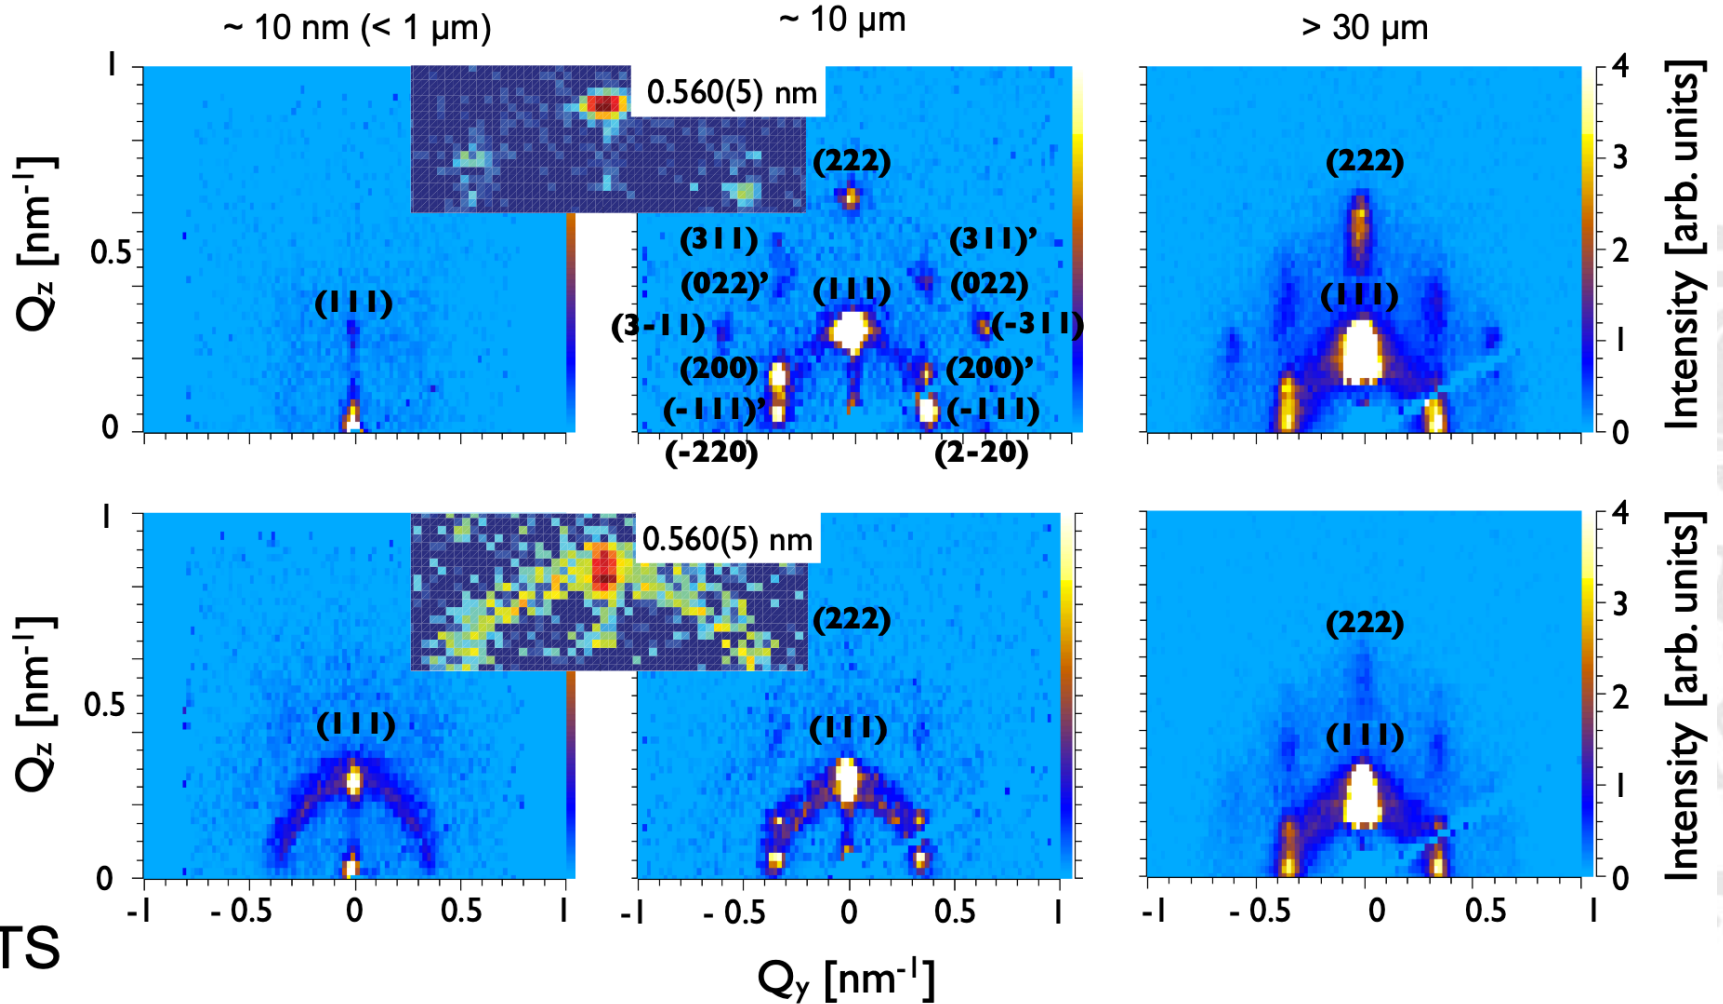 ~ 10 nm (< 1 µm)
~ 10 µm
> 30 µm
1
0.5
0
Qz [nm-1]
(111)
0.560(5) nm
(222)
(311)
(311)’
(022)’
(111)
(022)
(3-11)
(-311)
(200)
(200)’
(-111)’
(-111)
(-220)
(2-20)
(222)
(111)
4
3
2
1
0
Intensity [arb. units]
1
0.5
0
Qz [nm-1]
(111)
0.560(5) nm
(222)
(111)
(222)
(111)
4
3
2
1
0
Intensity [arb. units]
-1 - 0.5 0 0.5 1
-1 - 0.5 0 0.5 1
-1 - 0.5 0 0.5 1
TS
Qy [nm-1]